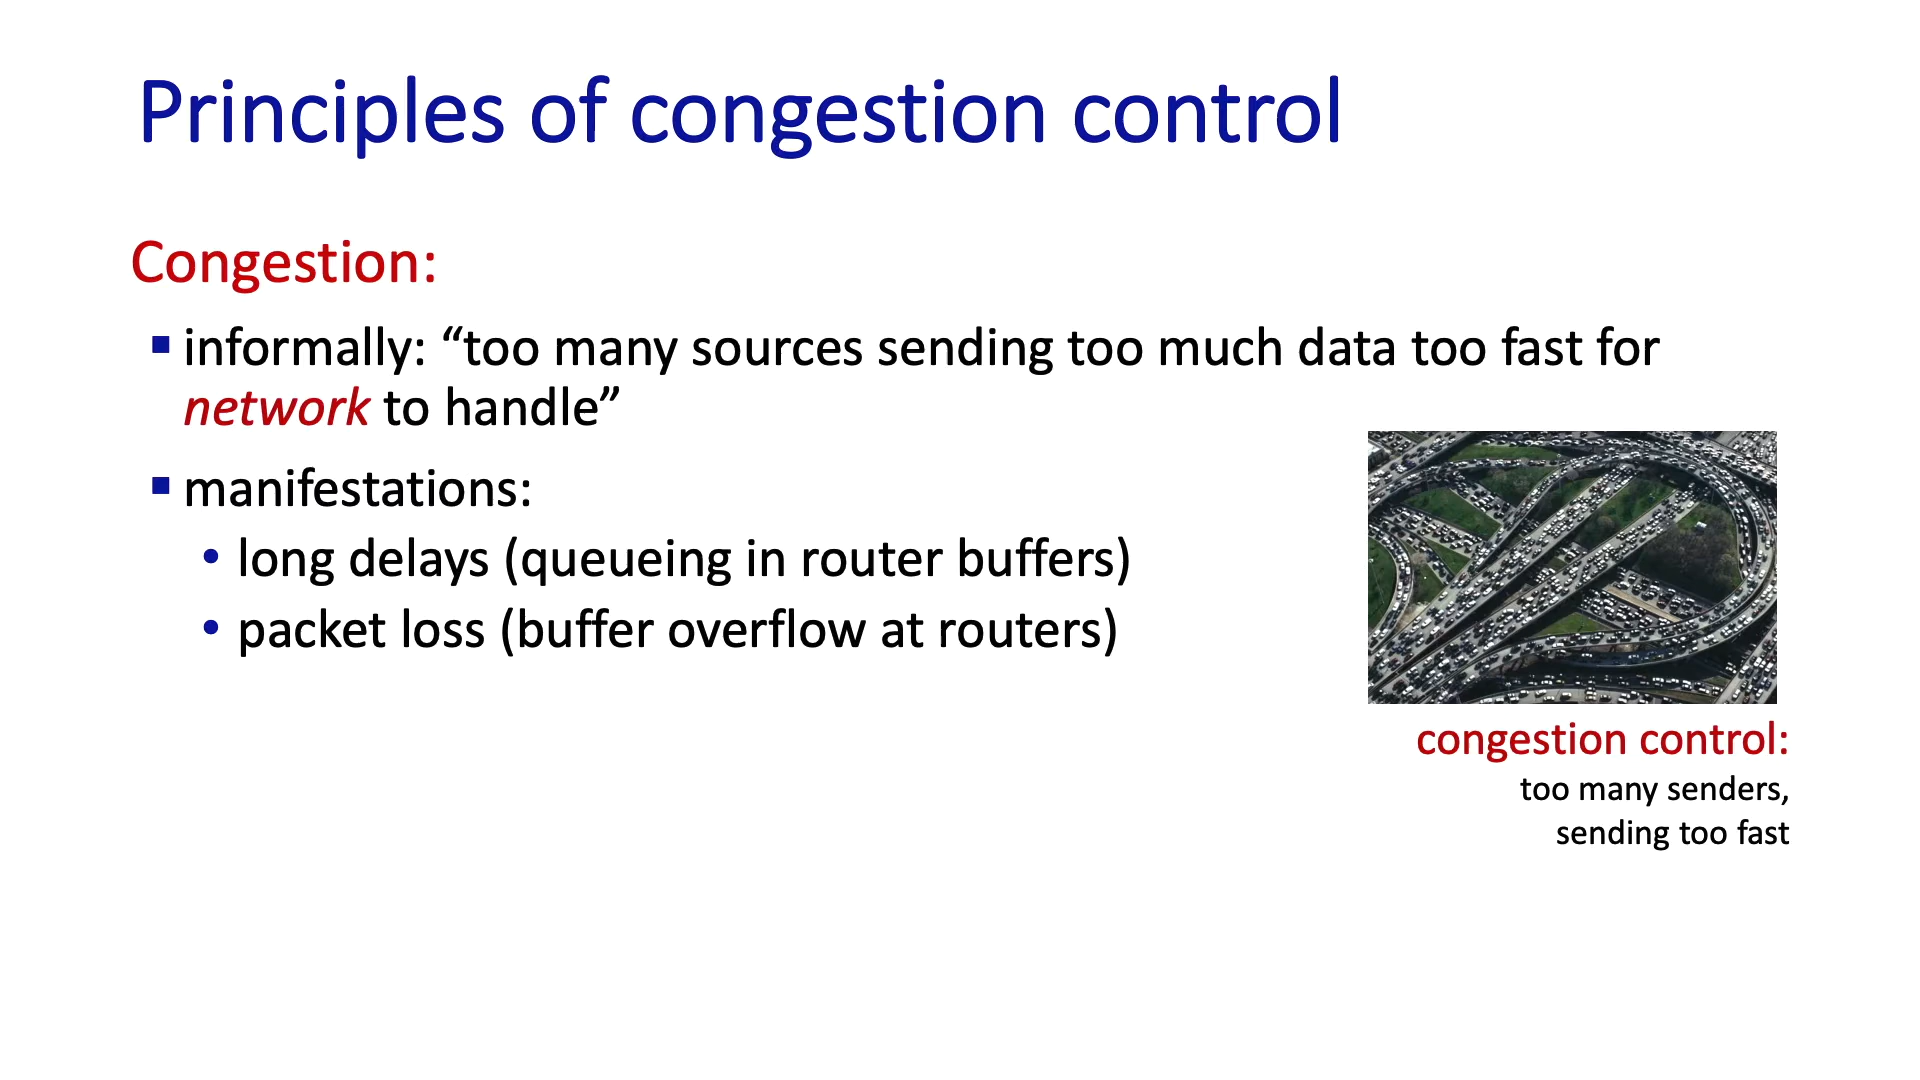 Principles of congestion control
Congestion:
▪ informally: “too many sources sending too much data too fast for
network to handle”
▪ manifestations:
• long delays (queueing in router buffers)
• packet loss (buffer overflow at routers)
congestion control:
too many senders,
sending too fast